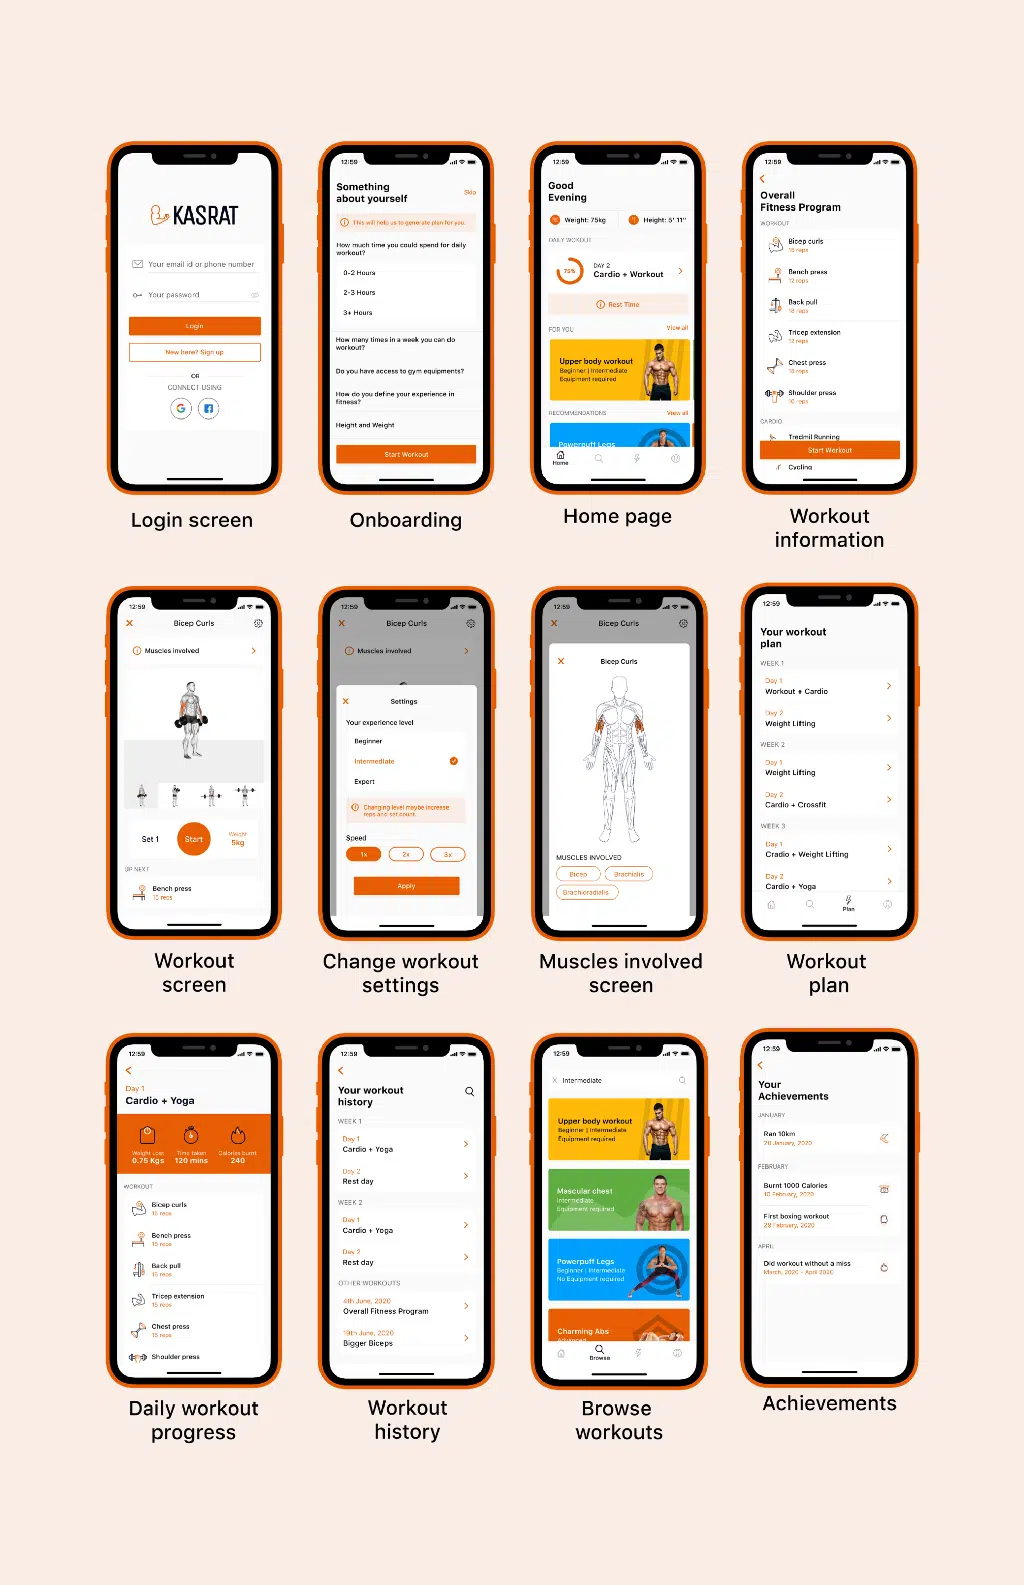 KASRAT
Your email id or phone number
Your password
Login
New here? Sign up
OR
CONNECT USING
Login screen
12:59
Something
about yourself
Skip
This will help us to generate plan for you.
How much time you could spend for daily
workout?
0-2 Hours
2-3 Hours
3+ Hours
How many times in a week you can do
workout?
Do you have access to gym equipments?
How do you define your experience in
fitness?
Height and Weight
Start Workout
Onboarding
12:59
Good
Evening
Weight: 75kg
Height: 5' 11"
DAILY WOKOUT
75%
DAY 2
Cardio + Workout
Rest Time
FOR YOU
View all
Upper body workout
Beginner | Intermediate
Equipment required
RECOMMENDATIONS
View all
Powerpuff Legs
Home
Home page
12:59
Overall
Fitness Program
WORKOUT
Bicep curls
15 reps
Bench press
12 reps
Back pull
18 reps
Tricep extension
12 reps
Chest press
15 reps
Shoulder press
10 reps
CARDIO
Tredmil Running
Start Workout
Cycling
Workout
information
12:59
Bicep Curls
Muscles involved
Set 1
Start
Weight
5kg
UP NEXT
Bench press
15 reps
Workout
screen
12:59
Bicep Curls
Muscles involved
Settings
Your experience level
Beginner
Intermediate
Expert
Changing level maybe increase
reps and set count.
Speed
1x
2x
3x
Apply
Change workout
settings
12:59
Bicep Curls
Bicep Curls
MUSCLES INVOLVED
Bicep
Brachialis
Brachioradialis
Muscles involved
screen
12:59
Your workout
plan
WEEK 1
Day 1
Workout + Cardio
Day 2
Weight Lifting
WEEK 2
Day 1
Weight Lifting
Day 2
Cardio + Crossfit
WEEK 3
Day 1
Cradio + Weight Lifting
Day 2
Cardio + Yoga
Plan
Workout
plan
12:59
Day 1
Cardio + Yoga
Weight lost
0.75 Kgs
Time taken
120 mins
Calories burnt
240
WORKOUT
Bicep curls
15 reps
Bench press
15 reps
Back pull
15 reps
Tricep extension
15 reps
Chest press
15 reps
Shoulder press
Daily workout
progress
12:59
Your workout
history
WEEK 1
Day 1
Cardio + Yoga
Day 2
Rest day
WEEK 2
Day 1
Cardio + Yoga
Day 2
Rest day
OTHER WORKOUTS
4th June, 2020
Overall Fitness Program
19th June, 2020
Bigger Biceps
Workout
history
12:59
X Intermediate
Upper body workout
Beginner | Intermediate
Equipment required
Mascular chest
Intermediate
Equipment required
Powerpuff Legs
Beginner | Intermediate
No Equipment required
Charming Abs
Advanced
Browse
Browse
workouts
12:59
Your
Achievements
JANUARY
Ran 10km
20 January, 2020
FEBRUARY
Burnt 1000 Calories
10 February, 2020
First boxing workout
28 February, 2020
APRIL
Did workout without a miss
March, 2020 - April 2020
Achievements